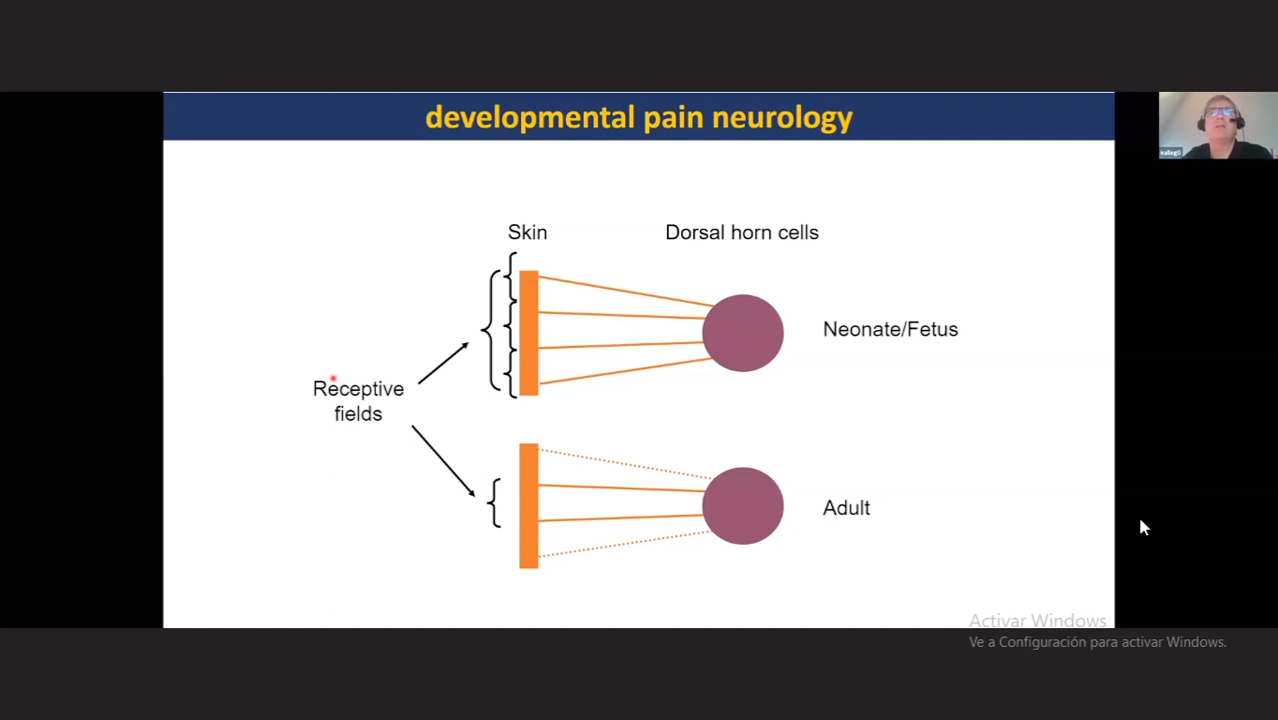 developmental pain neurology
kallegG
Skin
Dorsal horn cells
Neonate/Fetus
Receptive
fields
Adult
Activar Windows
Ve a Configuración para activar Windows.